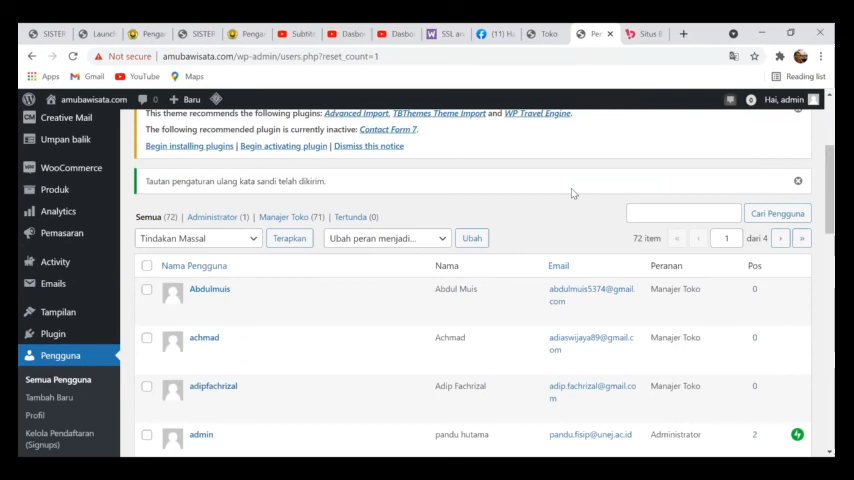 SISTER
Launch
Pengan
SISTER
Pengan
Subtitl
Dasbo
Dasbo
SSL an
(11) Ha
Toko
Per
Situs B
Not secure
amubawisata.com/wp-admin/users.php?reset_count=1
Apps
Gmail
YouTube
Maps
Reading list
amubawisata.com
0
Baru
0
Hai, admin
Creative Mail
Umpan balik
WooCommerce
Produk
Analytics
Pemasaran
Activity
Emails
Tampilan
Plugin
Pengguna
Semua Pengguna
Tambah Baru
Profil
Kelola Pendaftaran
(Signups)
This theme recommends the following plugins: Advanced Import, TBThemes Theme Import and WP Travel Engine.
The following recommended plugin is currently inactive: Contact Form 7.
Begin installing plugins | Begin activating plugin | Dismiss this notice
Tautan pengaturan ulang kata sandi telah dikirim.
Semua (72) | Administrator (1) | Manajer Toko (71) | Tertunda (0)
Cari Pengguna
Tindakan Massal
Terapkan
Ubah peran menjadi...
Ubah
72 item
«
‹
1
dari 4
›
»
Nama Pengguna
Nama
Email
Peranan
Pos
Abdulmuis
Abdul Muis
abdulmuis5374@gmail.
com
Manajer Toko
0
achmad
Achmad
adiaswijaya89@gmail.c
om
Manajer Toko
0
adipfachrizal
Adip Fachrizal
adip.fachrizal@gmail.co
m
Manajer Toko
0
admin
pandu hutama
pandu.fisip@unej.ac.id
Administrator
2